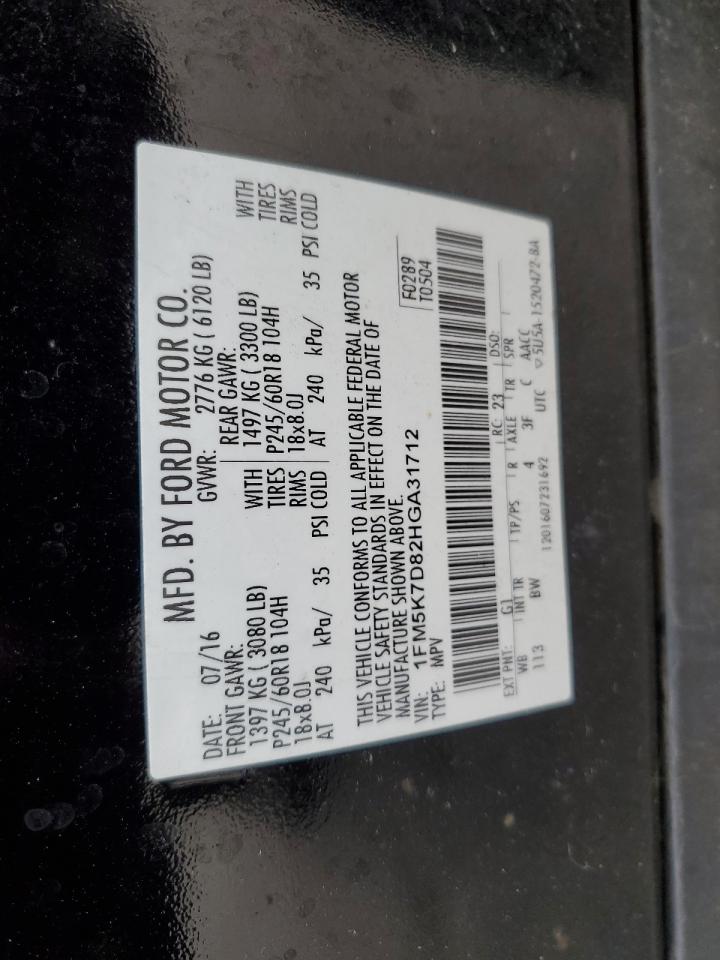 MFD. BY FORD MOTOR CO.
DATE: 07/16 GVWR: 2776 KG ( 6120 LB)
FRONT GAWR: REAR GAWR:
1397 KG ( 3080 LB) WITH 1497 KG ( 3300 LB) WITH
P245/60R18 104H TIRES P245/60R18 104H TIRES
18x8.0J RIMS 18x8.0J RIMS
AT 240 kPa/ 35 PSI COLD AT 240 kPa/ 35 PSI COLD
THIS VEHICLE CONFORMS TO ALL APPLICABLE FEDERAL MOTOR
VEHICLE SAFETY STANDARDS IN EFFECT ON THE DATE OF
MANUFACTURE SHOWN ABOVE.
VIN: 1FM5K7D82HGA31712
TYPE: MPV
F0289
T0504
EXT PNT: G1 RC: 23 DSO:
WB INT TR TP/PS R AXLE TR SPR
113 BW 4 3F C AACC
1201607231692 UTC ▽5U5A-1520472-BA